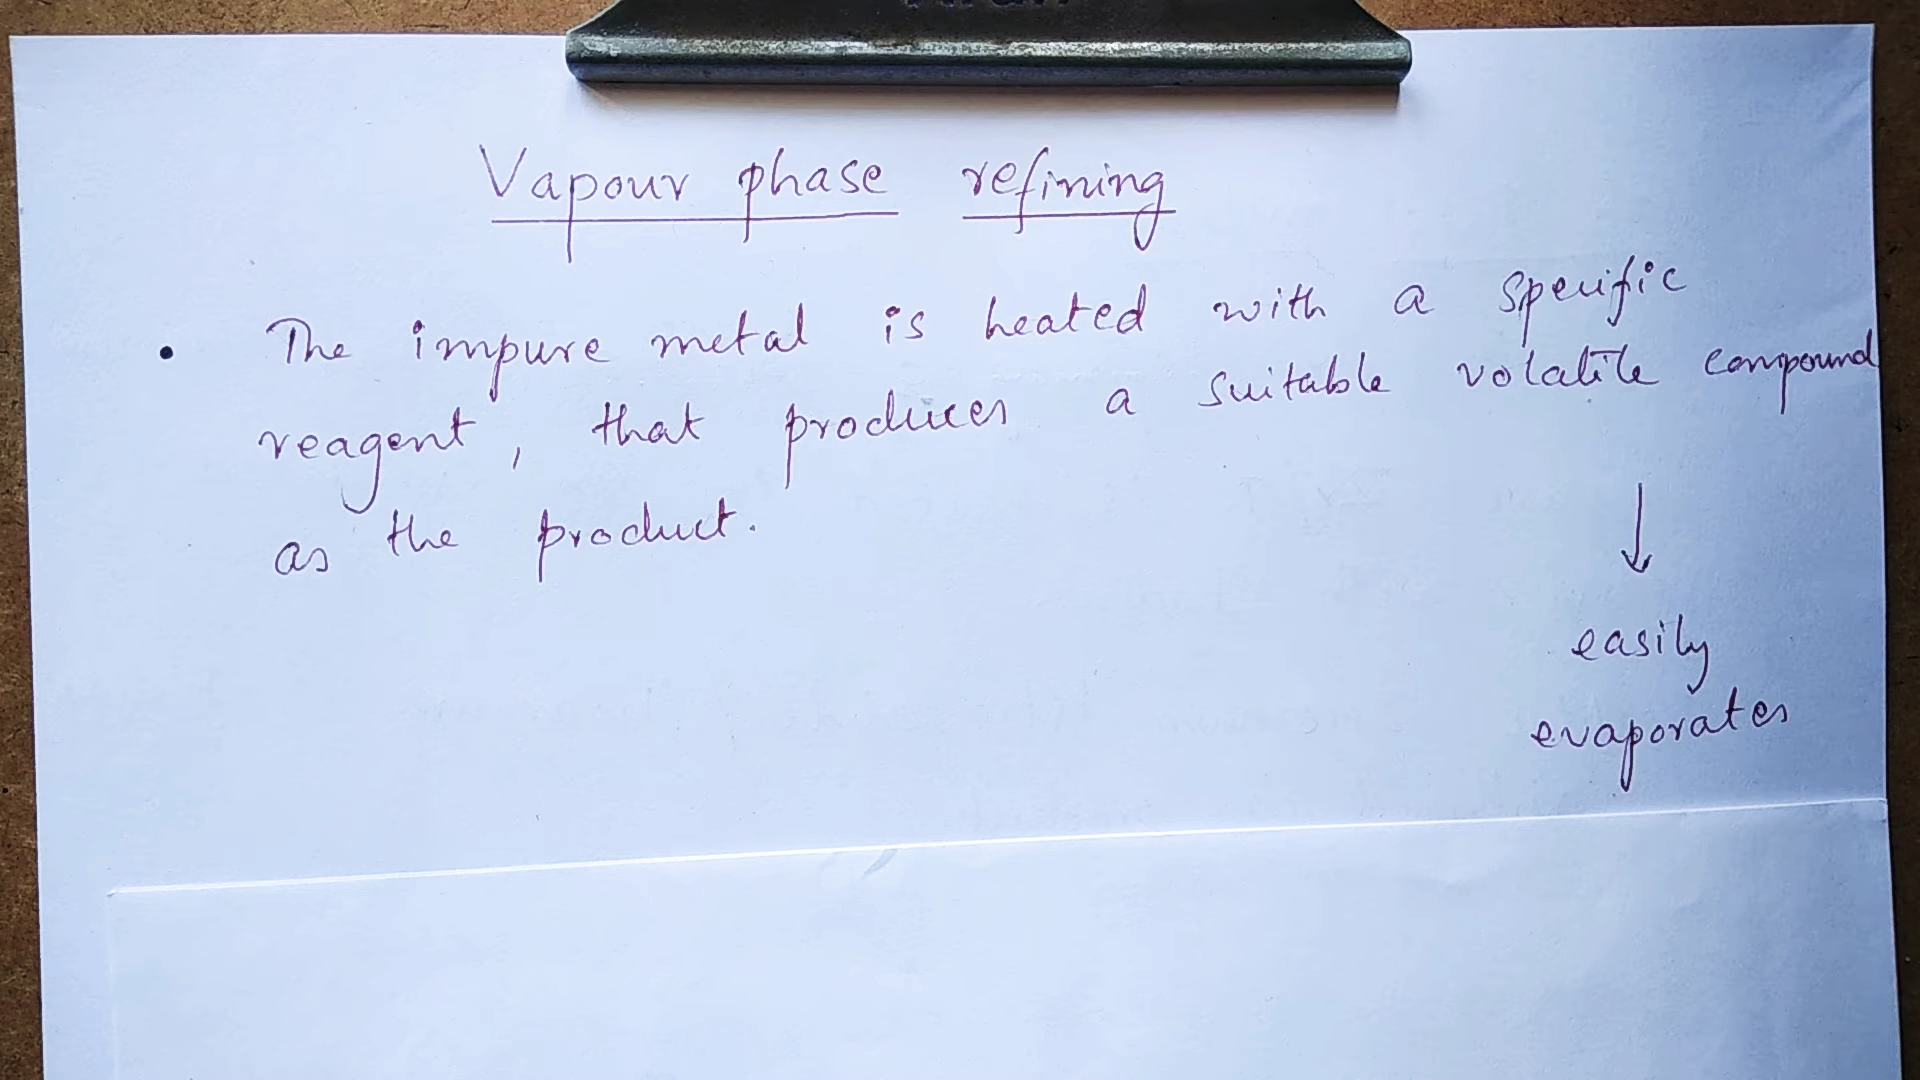 Vapour phase refining
• The impure metal is heated with a specific
reagent, that produces a suitable volatile compound
as the product.
↓
easily
evaporates